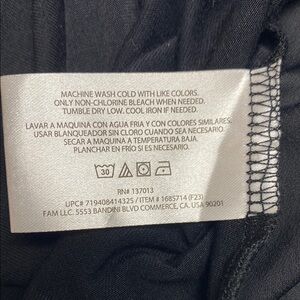 MACHINE WASH COLD WITH LIKE COLORS.
ONLY NON-CHLORINE BLEACH WHEN NEEDED.
TUMBLE DRY LOW. COOL IRON IF NEEDED.
LAVAR A MAQUINA CON AGUA FRIA Y CON COLORES SIMILARES.
USAR BLANQUEADOR SIN CLORO CUANDO SEA NECESARIO.
SECAR A MAQUINA A TEMPERATURA BAJA.
PLANCHAR EN FRÍO SI ES NECESARIO.
30
RN# 137013
UPC# 719408414325 / ITEM # 1685714 (F23)
FAM LLC. 5553 BANDINI BLVD COMMERCE, CA. USA 90201